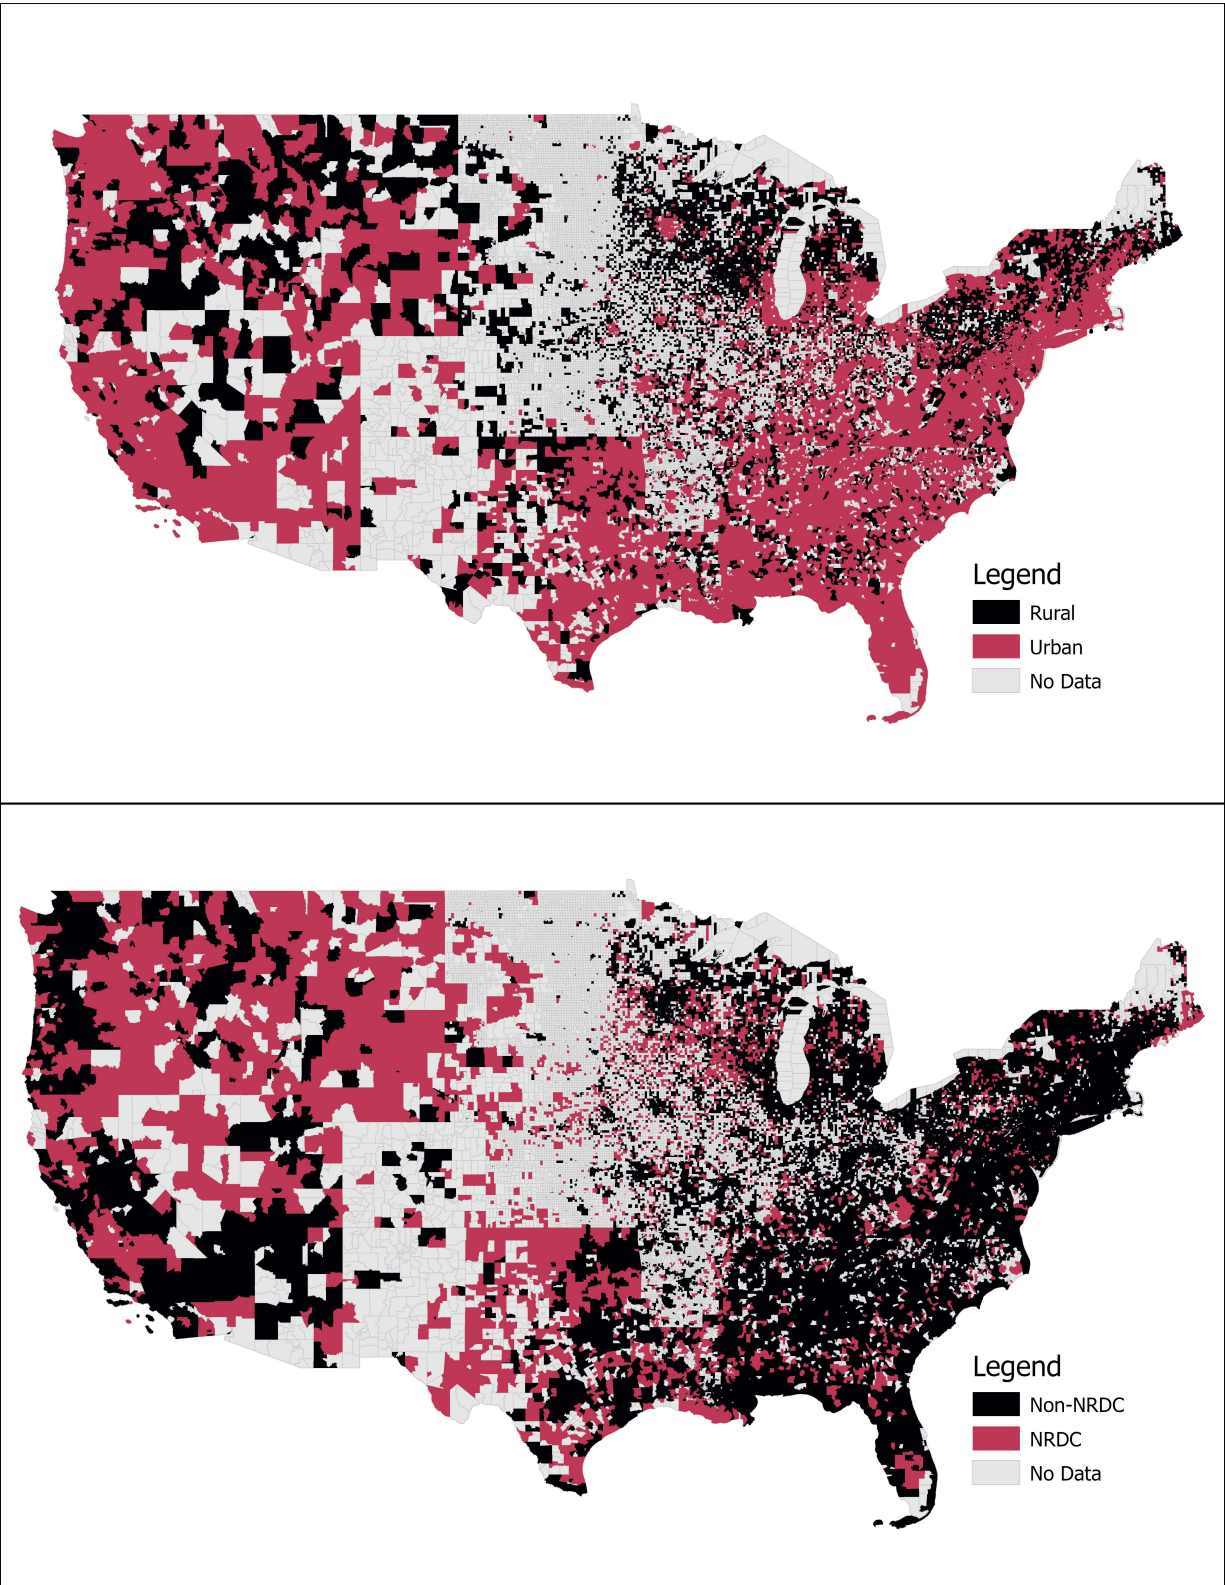 Legend
Rural
Urban
No Data
Legend
Non-NRDC
NRDC
No Data